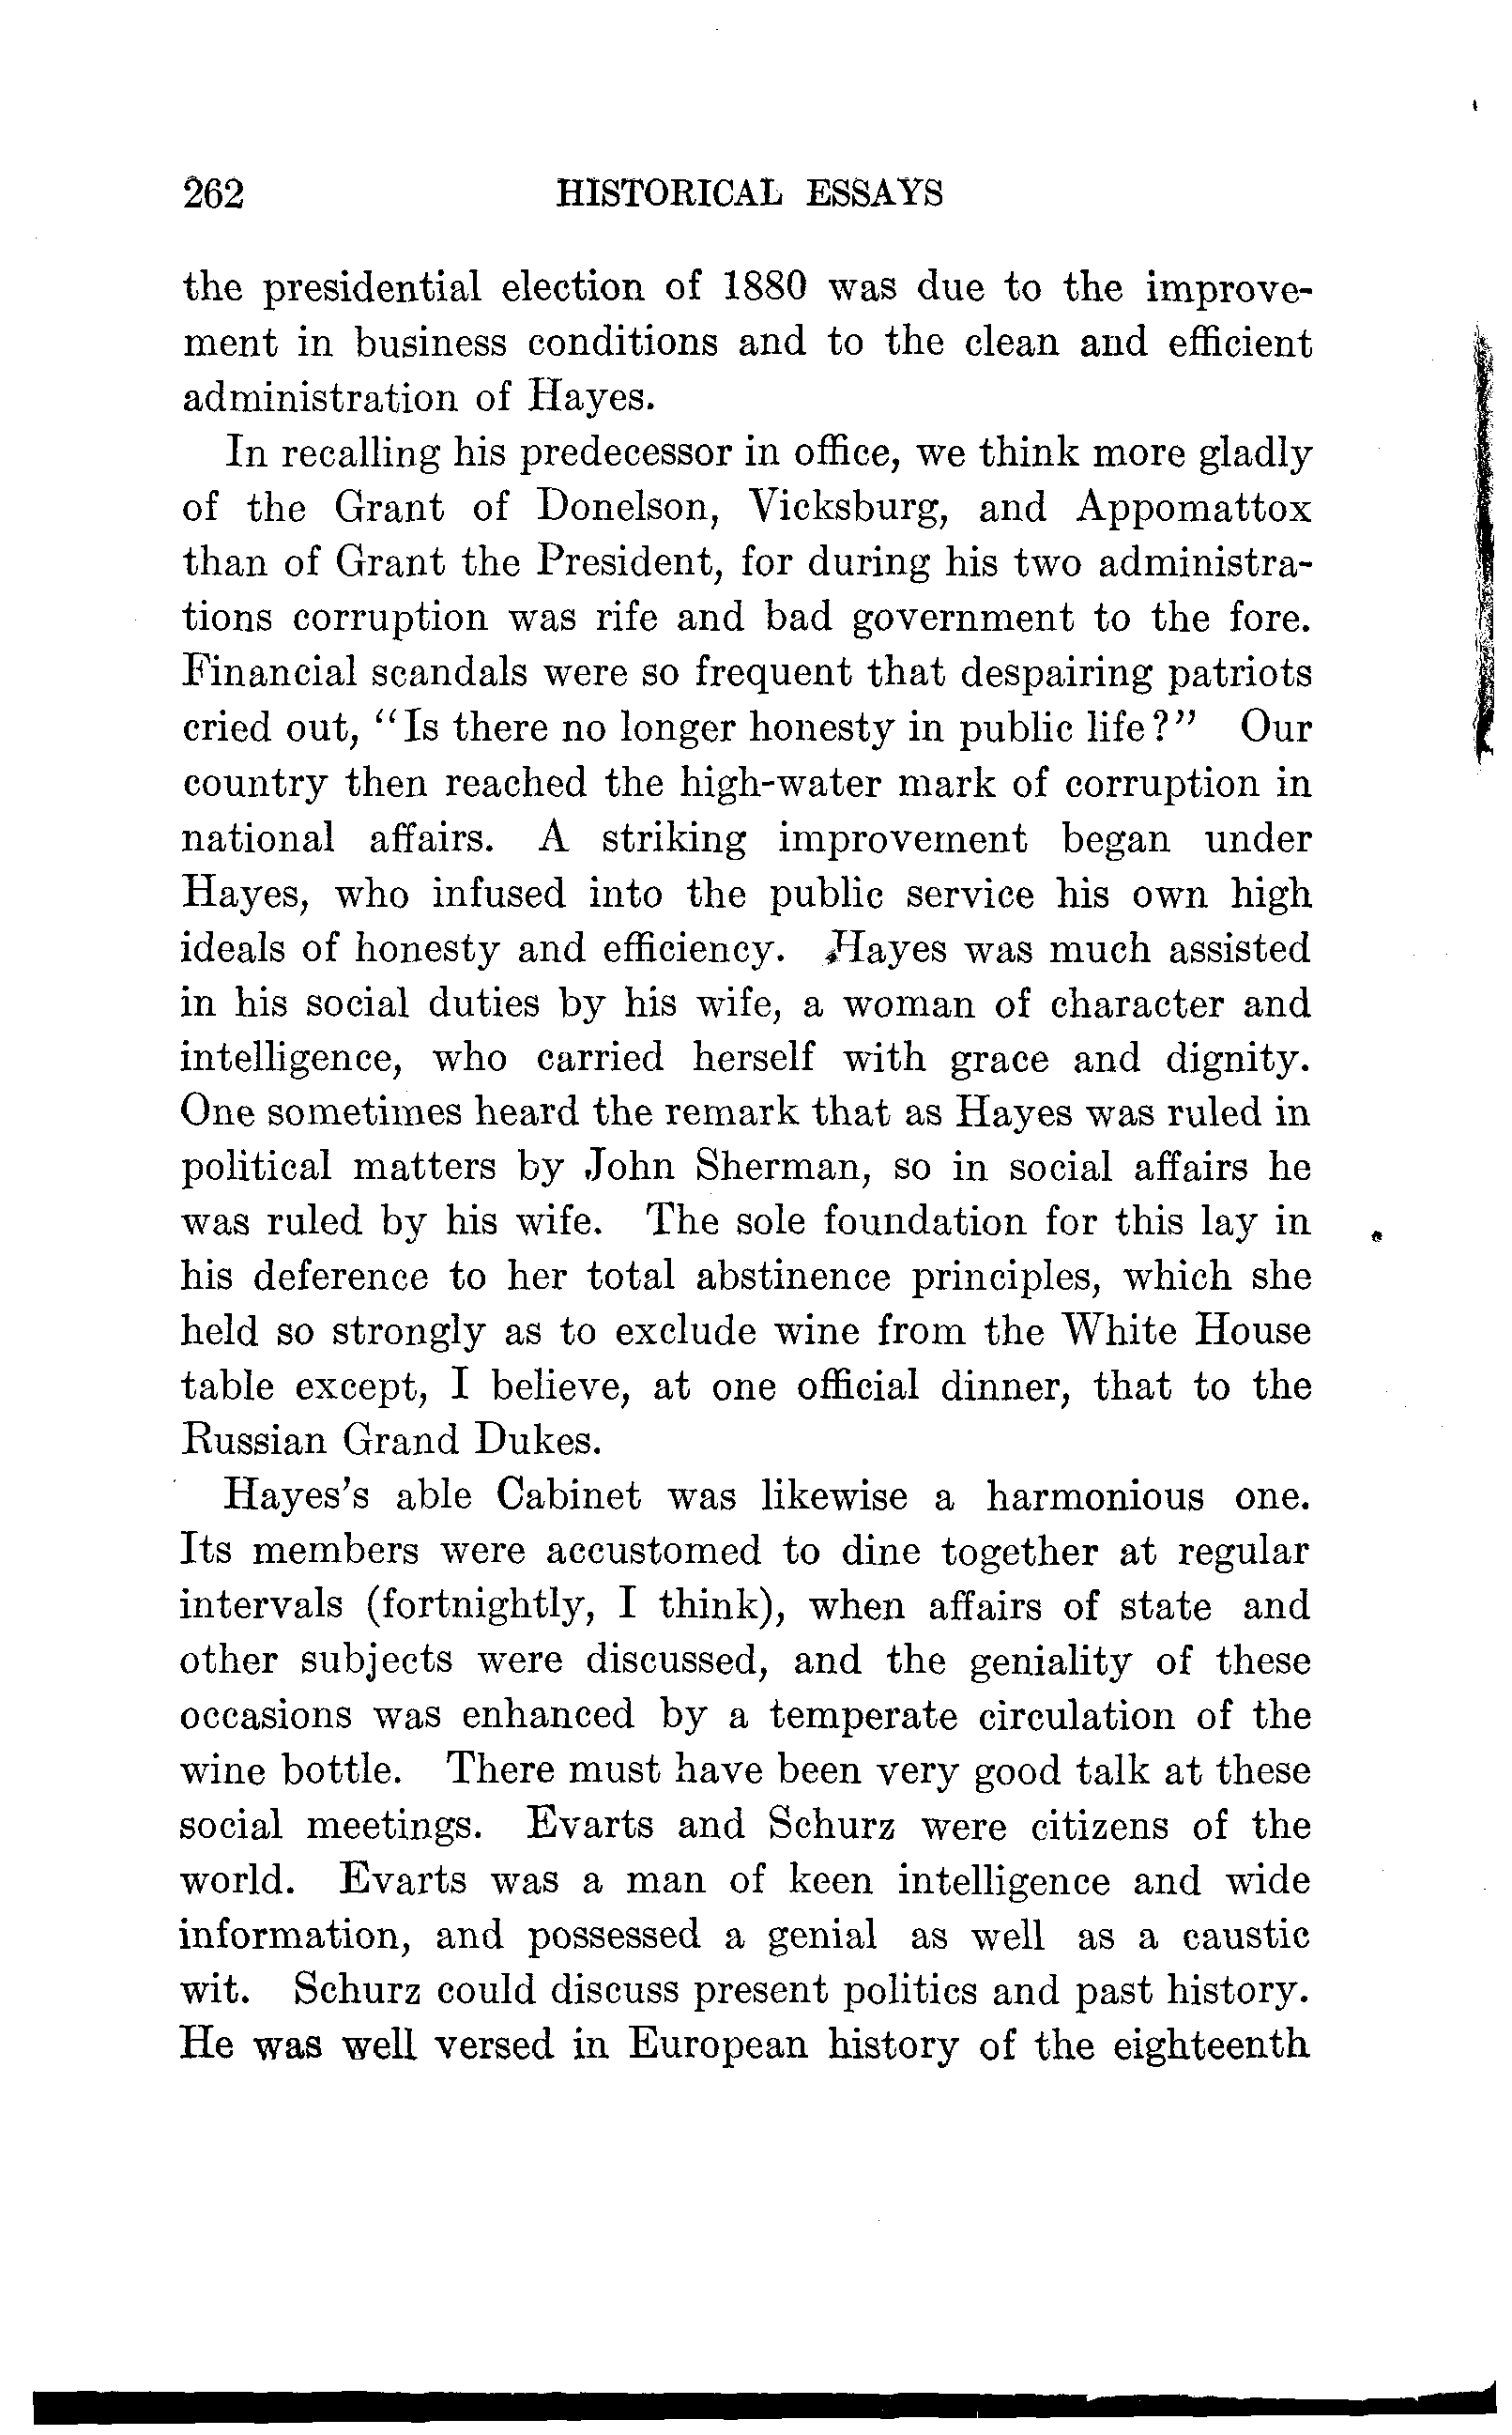 262 HISTORICAL ESSAYS
the presidential election of 1880 was due to the improve-
ment in business conditions and to the clean and efficient
administration of Hayes.
In recalling his predecessor in office, we think more gladly
of the Grant of Donelson, Vicksburg, and Appomattox
than of Grant the President, for during his two administra-
tions corruption was rife and bad government to the fore.
Financial scandals were so frequent that despairing patriots
cried out, “Is there no longer honesty in public life?” Our
country then reached the high-water mark of corruption in
national affairs. A striking improvement began under
Hayes, who infused into the public service his own high
ideals of honesty and efficiency. Hayes was much assisted
in his social duties by his wife, a woman of character and
intelligence, who carried herself with grace and dignity.
One sometimes heard the remark that as Hayes was ruled in
political matters by John Sherman, so in social affairs he
was ruled by his wife. The sole foundation for this lay in
his deference to her total abstinence principles, which she
held so strongly as to exclude wine from the White House
table except, I believe, at one official dinner, that to the
Russian Grand Dukes.
Hayes's able Cabinet was likewise a harmonious one.
Its members were accustomed to dine together at regular
intervals (fortnightly, I think), when affairs of state and
other subjects were discussed, and the geniality of these
occasions was enhanced by a temperate circulation of the
wine bottle. There must have been very good talk at these
social meetings. Evarts and Schurz were citizens of the
world. Evarts was a man of keen intelligence and wide
information, and possessed a genial as well as a caustic
wit. Schurz could discuss present politics and past history.
He was well versed in European history of the eighteenth